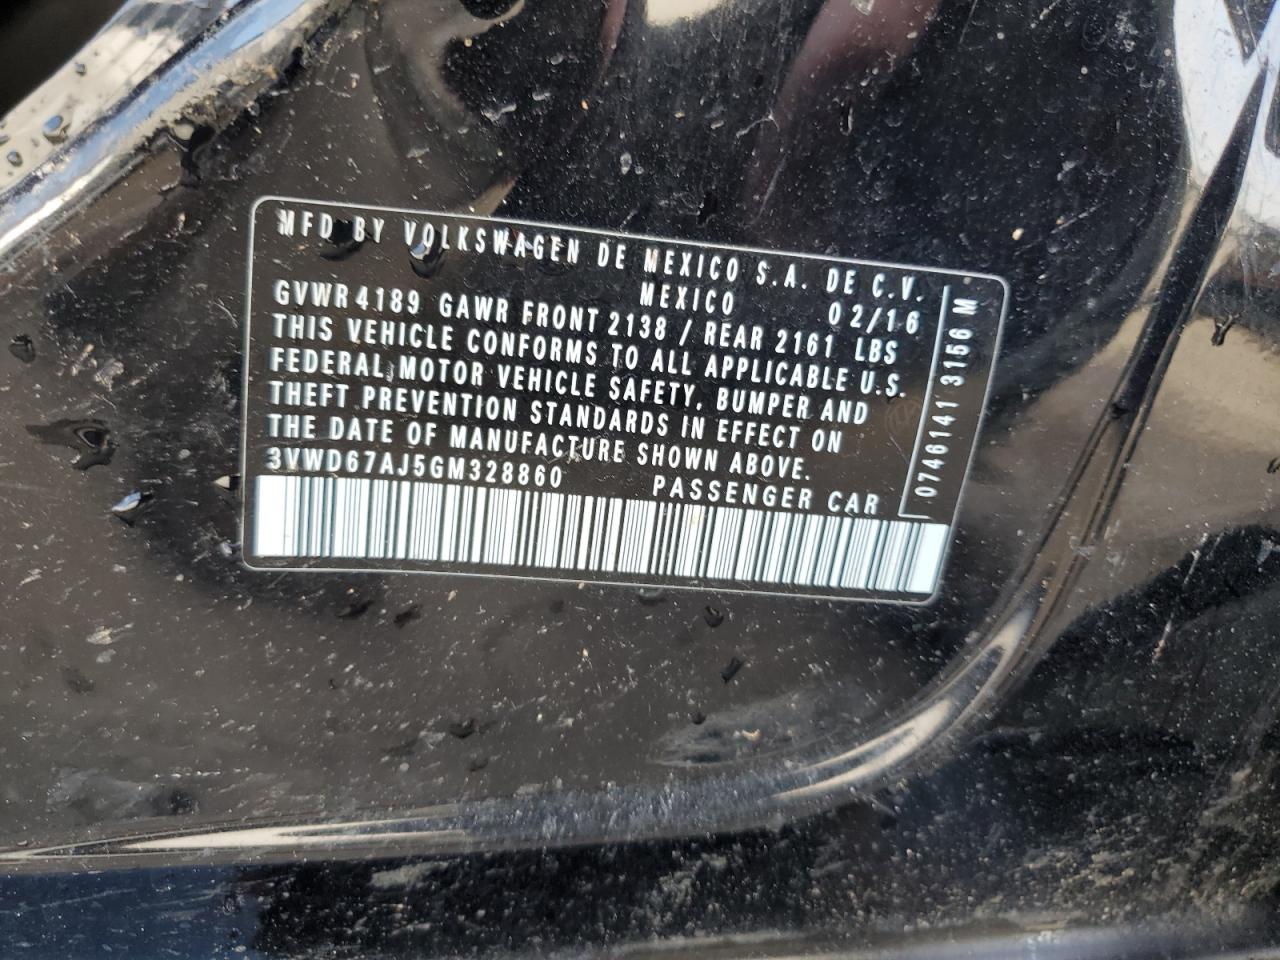 MFD BY VOLKSWAGEN DE MEXICO S.A. DE C.V.
MEXICO 02/16
GVWR 4189 GAWR FRONT 2138 / REAR 2161 LBS
THIS VEHICLE CONFORMS TO ALL APPLICABLE U.S.
FEDERAL MOTOR VEHICLE SAFETY, BUMPER AND
THEFT PREVENTION STANDARDS IN EFFECT ON
THE DATE OF MANUFACTURE SHOWN ABOVE.
3VWD67AJ5GM328860 PASSENGER CAR
0746141 3156 M